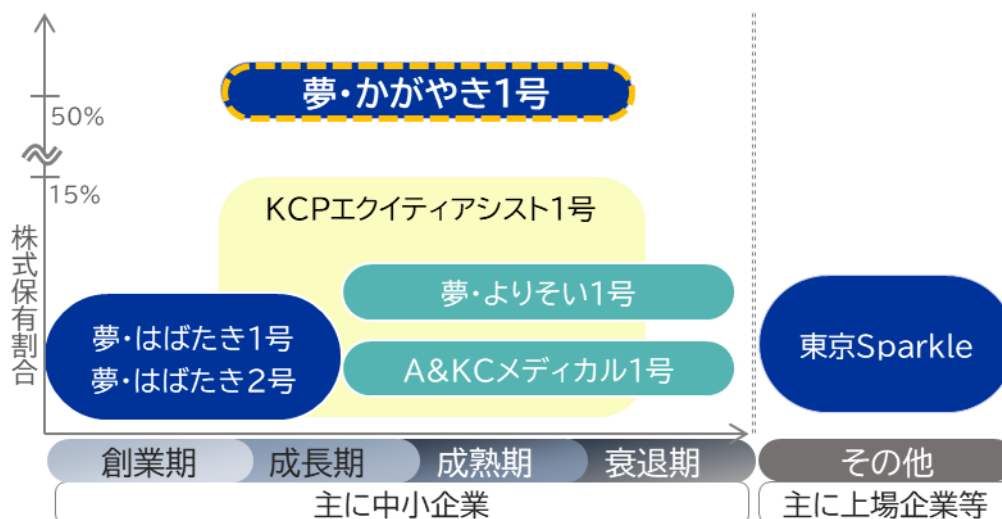 夢・かがやき1号
50%
15%
KCPエクイティアシスト1号
株式保有割合
夢・よりそい1号
夢・はばたき1号
夢・はばたき2号
東京Sparkle
A&KCメディカル1号
創業期
成長期
成熟期
衰退期
その他
主に中小企業
主に上場企業等